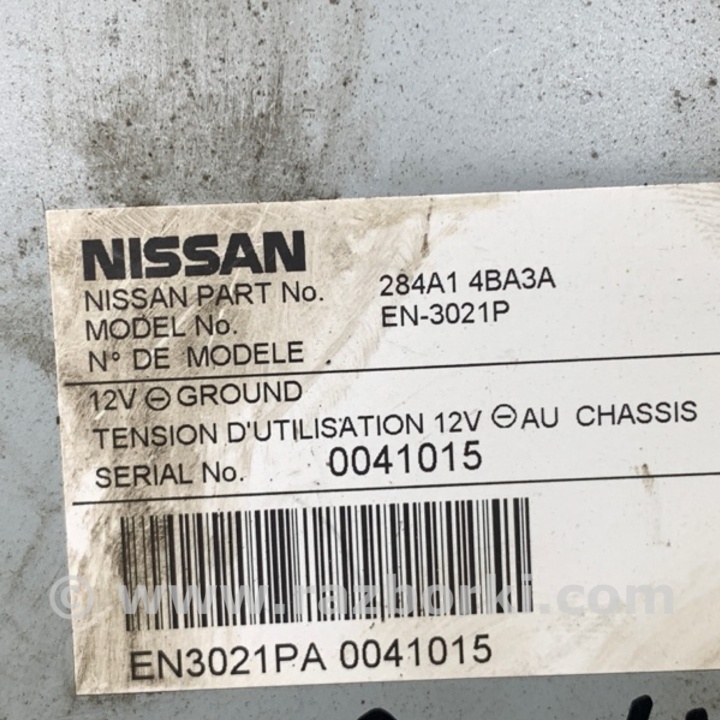 NISSAN
NISSAN PART No. 284A1 4BA3A
MODEL No. EN-3021P
N° DE MODELE
12V ⊖ GROUND
TENSION D'UTILISATION 12V ⊖ AU CHASSIS
SERIAL No. 0041015
© www.razborki.com
EN3021PA 0041015